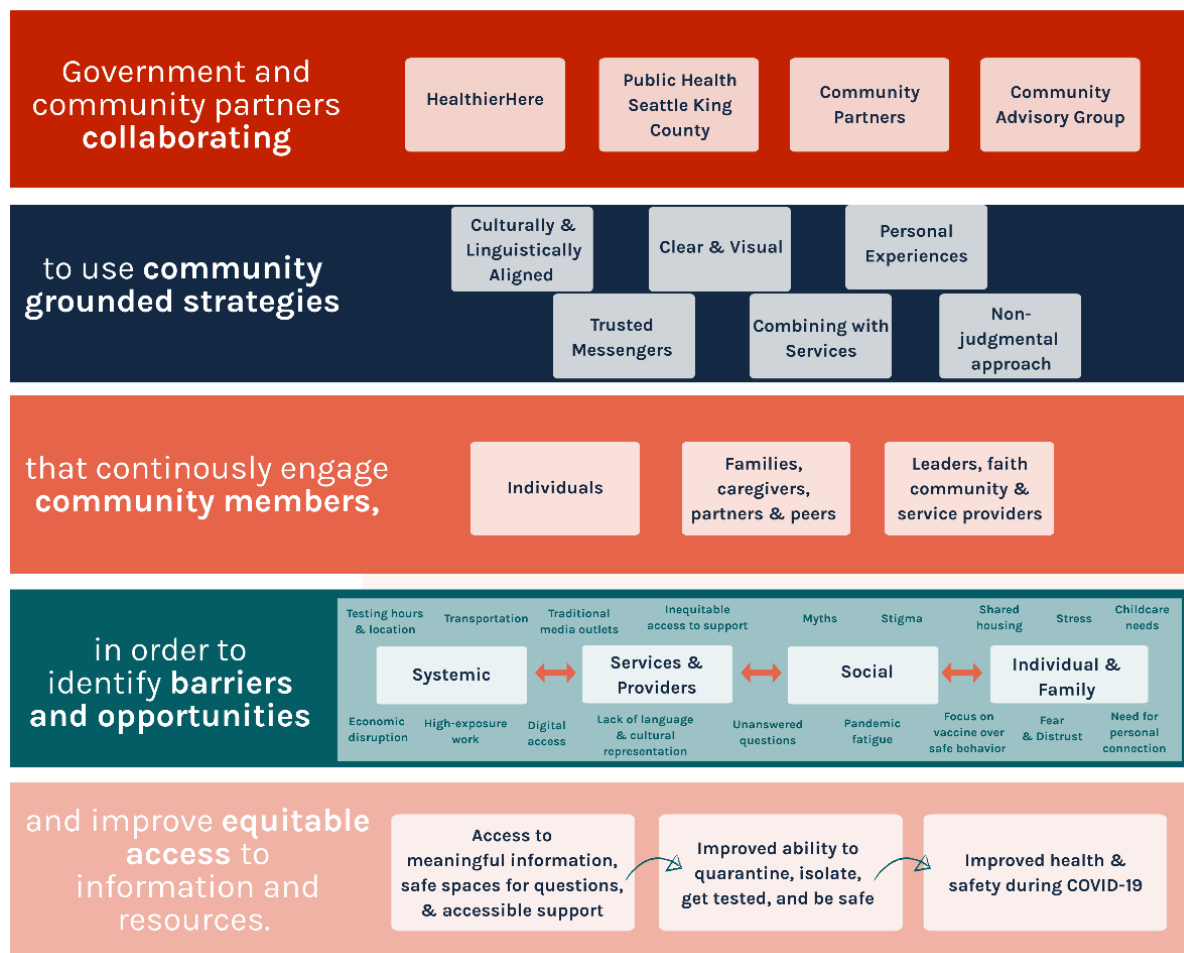 Government and
community partners
collaborating
HealthierHere
Public Health
Seattle King
County
Community
Partners
Community
Advisory Group
to use community
grounded strategies
Culturally &
Linguistically
Aligned
Clear & Visual
Personal
Experiences
Trusted
Messengers
Combining with
Services
Non-
judgmental
approach
that continously engage
community members,
Individuals
Families,
caregivers,
partners & peers
Leaders, faith
community &
service providers
in order to
identify barriers
and opportunities
Testing hours
& location
Transportation
Traditional
media outlets
Inequitable
access to support
Myths
Stigma
Shared
housing
Stress
Childcare
needs
Systemic
Services &
Providers
Social
Individual &
Family
Economic
disruption
High-exposure
work
Digital
access
Lack of language
& cultural
representation
Unanswered
questions
Pandemic
fatigue
Focus on
vaccine over
safe behavior
Fear
& Distrust
Need for
personal
connection
and improve equitable
access to
information and
resources.
Access to
meaningful information,
safe spaces for questions,
& accessible support
Improved ability to
quarantine, isolate,
get tested, and be safe
Improved health &
safety during COVID-19